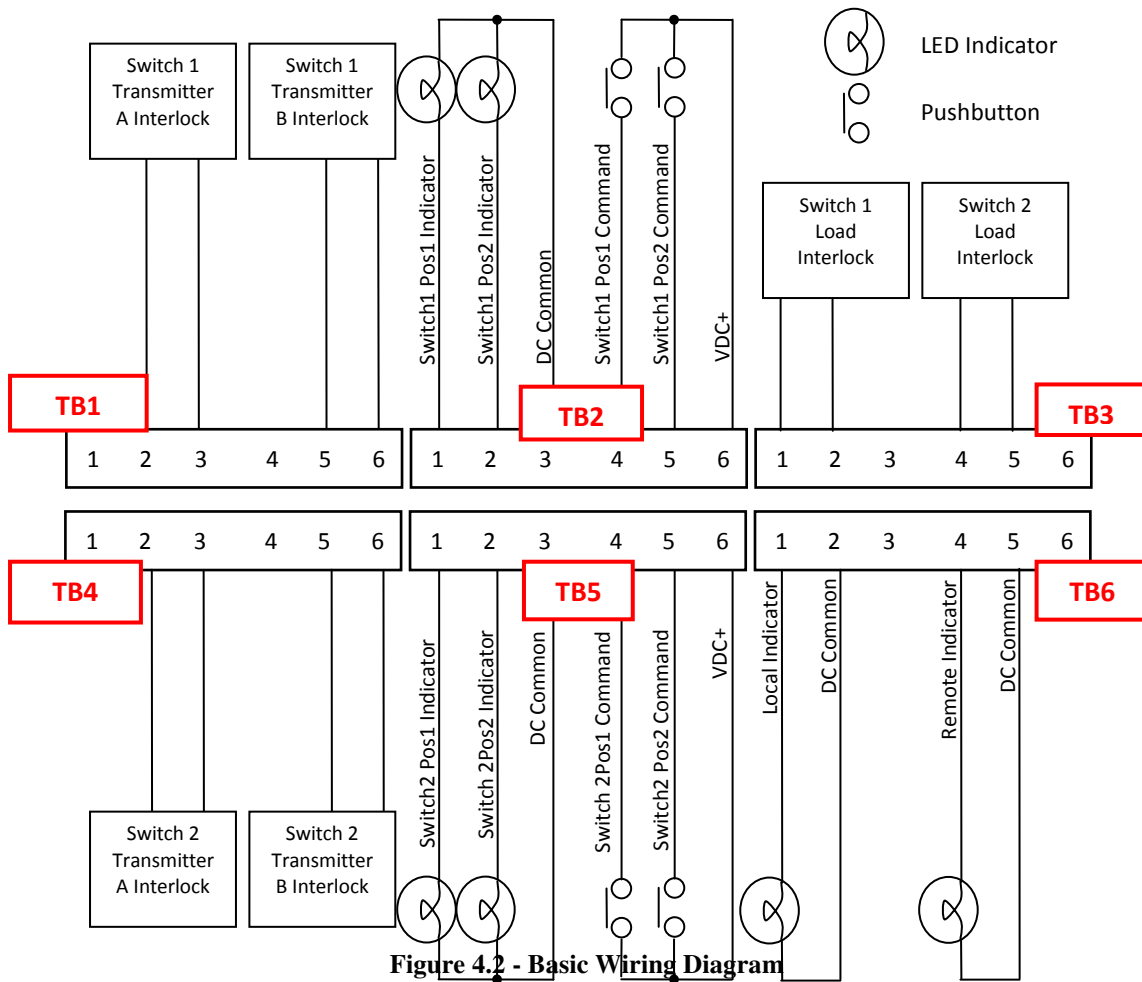 Switch 1
Transmitter
A Interlock
Switch 1
Transmitter
B Interlock
Switch1 Pos1 Indicator
Switch1 Pos2 Indicator
DC Common
Switch1 Pos1 Command
Switch1 Pos2 Command
VDC+
LED Indicator
Pushbutton
Switch 1
Load
Interlock
Switch 2
Load
Interlock
TB1
TB2
TB3
1 2 3 4 5 6
1 2 3 4 5 6
1 2 3 4 5 6
1 2 3 4 5 6
1 2 3 4 5 6
1 2 3 4 5 6
TB4
TB5
TB6
Switch2 Pos1 Indicator
Switch 2Pos2 Indicator
DC Common
Switch 2Pos1 Command
Switch2 Pos2 Command
VDC+
Local Indicator
DC Common
Remote Indicator
DC Common
Switch 2
Transmitter
A Interlock
Switch 2
Transmitter
B Interlock
Figure 4.2 - Basic Wiring Diagram